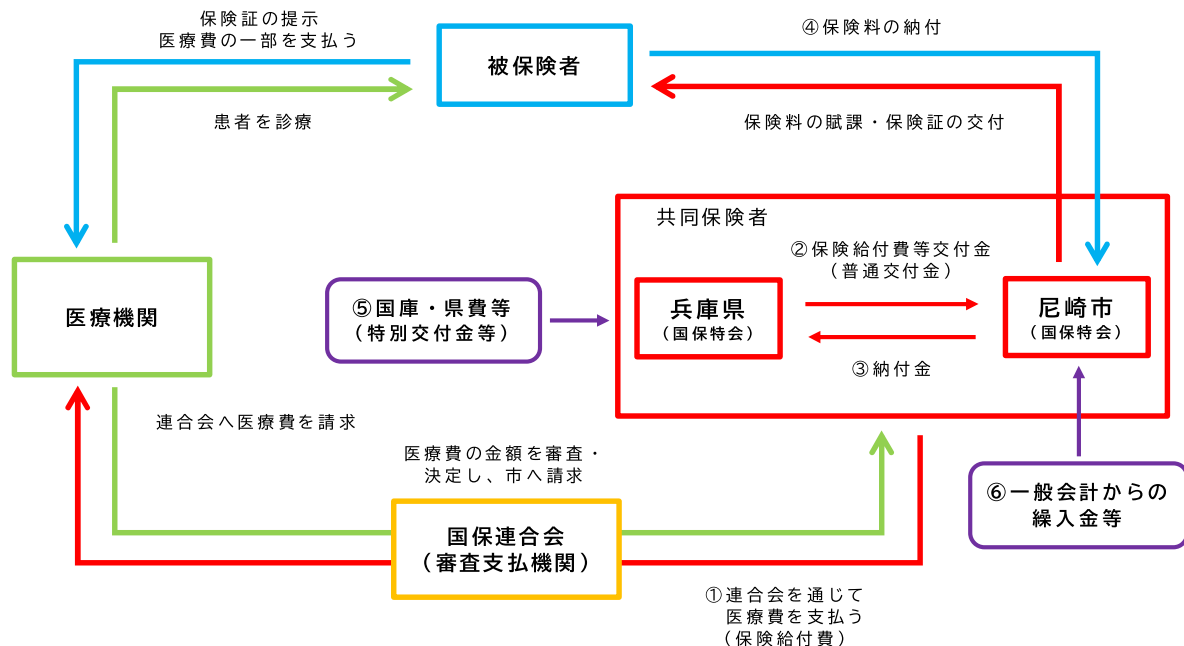 保険証の提示
医療費の一部を支払う
被保険者
④保険料の納付
患者を診療
保険料の賦課・保険証の交付
共同保険者
②保険給付費等交付金
（普通交付金）
医療機関
⑤国庫・県費等
（特別交付金等）
兵庫県
（国保特会）
尼崎市
（国保特会）
③納付金
連合会へ医療費を請求
医療費の金額を審査・
決定し、市へ請求
⑥一般会計からの
繰入金等
国保連合会
（審査支払機関）
①連合会を通じて
医療費を支払う
（保険給付費）